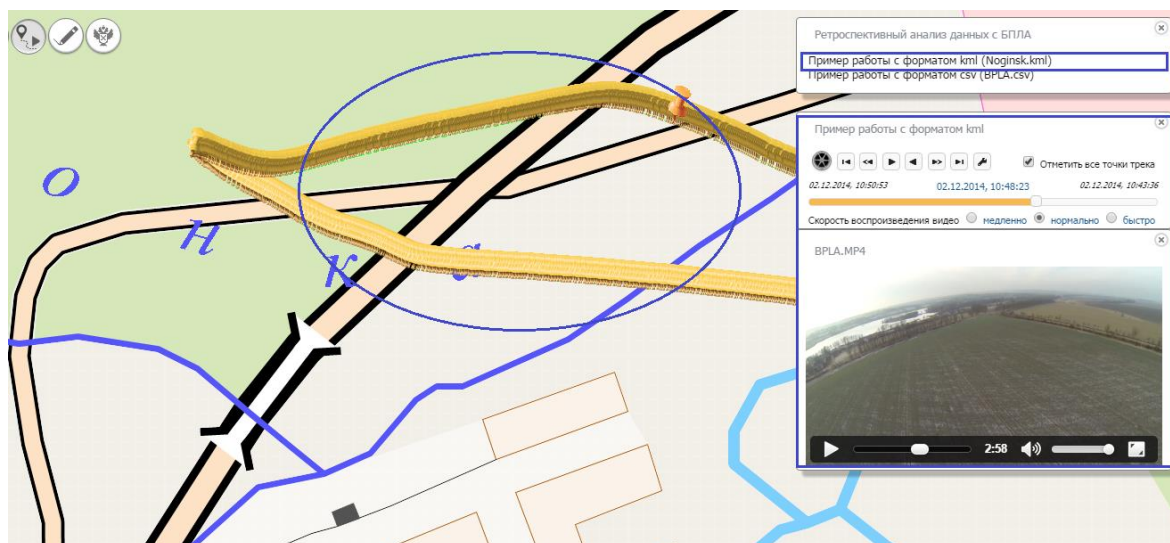 Ретроспективный анализ данных с БПЛА
Пример работы с форматом kml (Noginsk.kml)
Пример работы с форматом csv (BPLA.csv)
Пример работы с форматом kml
Отметить все точки трека
02.12.2014, 10:50:53 02.12.2014, 10:48:23 02.12.2014, 10:43:36
Скорость воспроизведения видео медленно нормально быстро
BPLA.MP4
2:58
О
Н
К